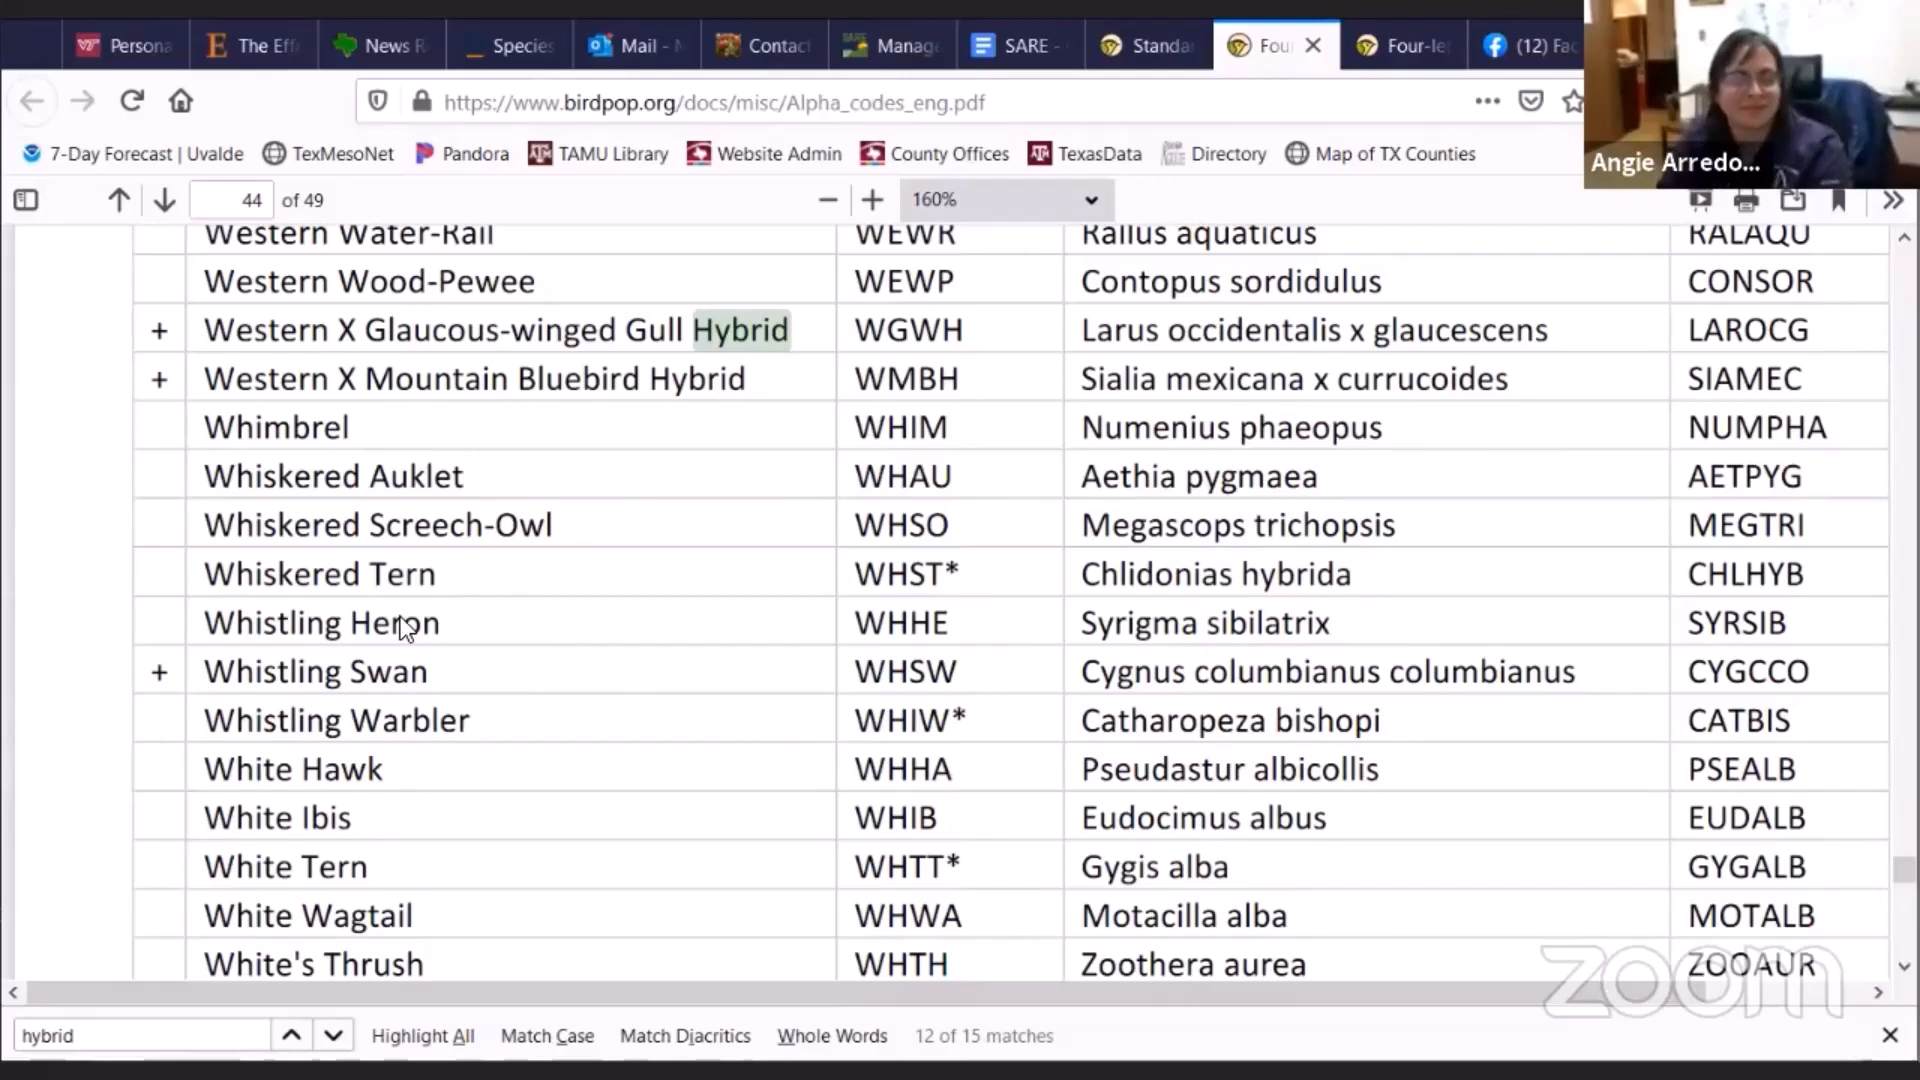 Persona
The Eff
News R
Species
Mail -
Contac
Manage
SARE -
Standa
Four
Four-le
(12) Fac
https://www.birdpop.org/docs/misc/Alpha_codes_eng.pdf
7-Day Forecast | Uvalde
TexMesoNet
Pandora
TAMU Library
Website Admin
County Offices
TexasData
Directory
Map of TX Counties
Angie Arredo...
44 of 49
160%
Western Water-Rail WEWR Rallus aquaticus RALAQU
Western Wood-Pewee WEWP Contopus sordidulus CONSOR
+ Western X Glaucous-winged Gull Hybrid WGWH Larus occidentalis x glaucescens LAROCG
+ Western X Mountain Bluebird Hybrid WMBH Sialia mexicana x currucoides SIAMEC
Whimbrel WHIM Numenius phaeopus NUMPHA
Whiskered Auklet WHAU Aethia pygmaea AETPYG
Whiskered Screech-Owl WHSO Megascops trichopsis MEGTRI
Whiskered Tern WHST* Chlidonias hybrida CHLHYB
Whistling Heron WHHE Syrigma sibilatrix SYRSIB
+ Whistling Swan WHSW Cygnus columbianus columbianus CYGCCO
Whistling Warbler WHIW* Catharopeza bishopi CATBIS
White Hawk WHHA Pseudastur albicollis PSEALB
White Ibis WHIB Eudocimus albus EUDALB
White Tern WHTT* Gygis alba GYGALB
White Wagtail WHWA Motacilla alba MOTALB
White's Thrush WHTH Zoothera aurea ZOOAUR
zoom
hybrid
Highlight All
Match Case
Match Diacritics
Whole Words
12 of 15 matches